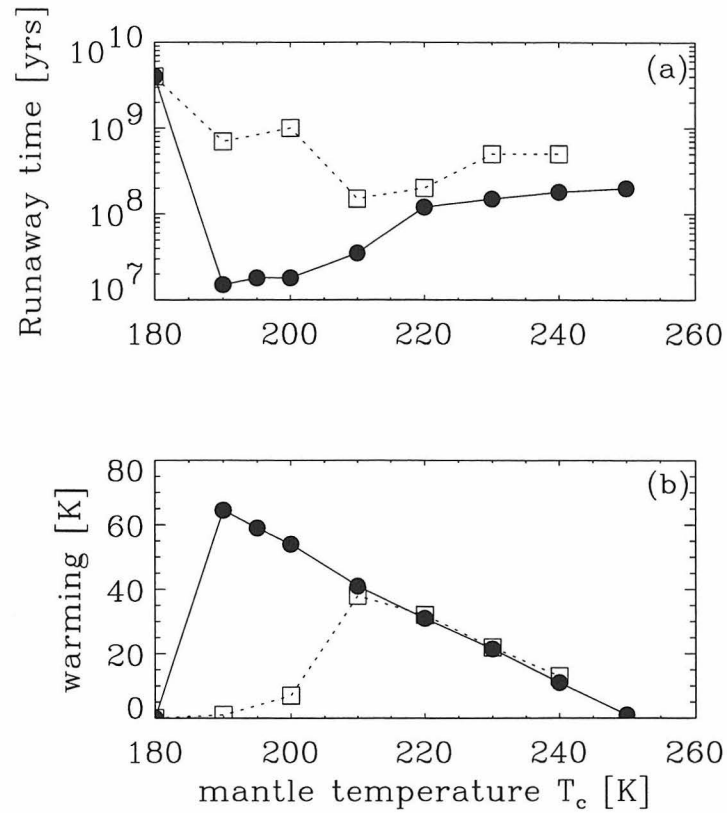 Runaway time [yrs]
10^10
(a)
10^9
10^8
10^7
180 200 220 240 260
warming [K]
80
(b)
60
40
20
0
180 200 220 240 260
mantle temperature T_c [K]